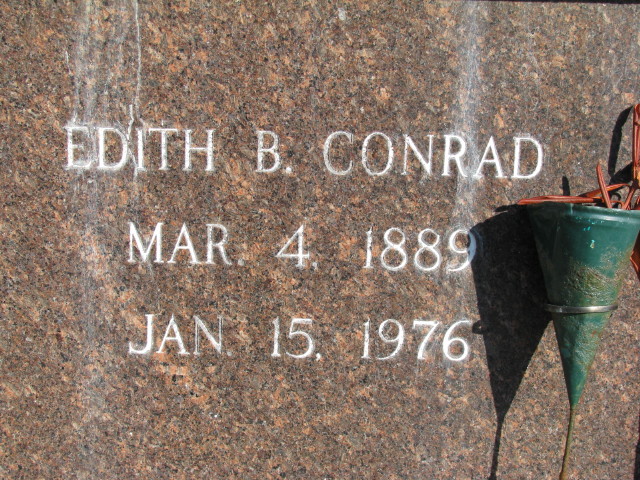 EDITH B. CONRAD
MAR. 4, 1889
JAN. 15, 1976